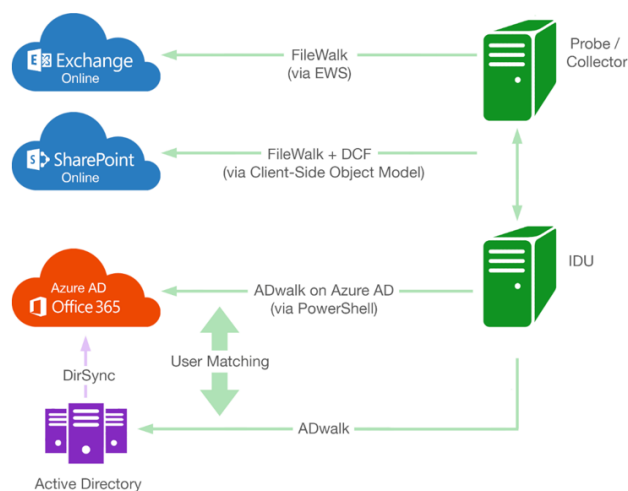 Exchange
Online
FileWalk
(via EWS)
Probe /
Collector
SharePoint
Online
FileWalk + DCF
(via Client-Side Object Model)
Azure AD
Office 365
ADwalk on Azure AD
(via PowerShell)
IDU
User Matching
DirSync
ADwalk
Active Directory